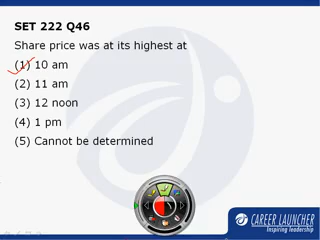 SET 222 Q46
Share price was at its highest at
(1) 10 am
(2) 11 am
(3) 12 noon
(4) 1 pm
(5) Cannot be determined
CAREER LAUNCHER
Inspiring leadership